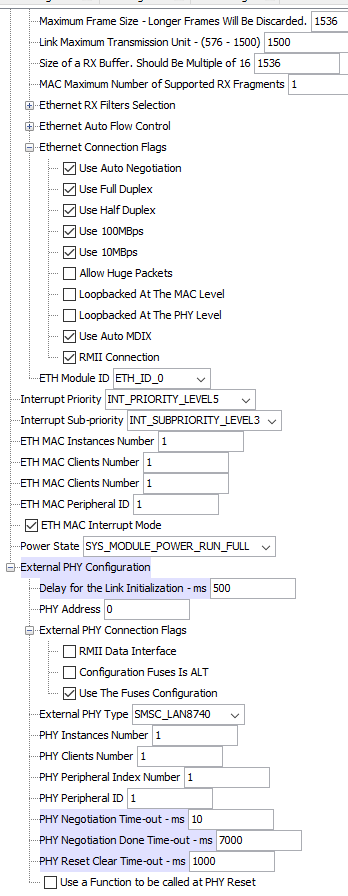 Maximum Frame Size - Longer Frames Will Be Discarded. 1536
Link Maximum Transmission Unit - (576 - 1500) 1500
Size of a RX Buffer. Should Be Multiple of 16 1536
MAC Maximum Number of Supported RX Fragments 1
Ethernet RX Filters Selection
Ethernet Auto Flow Control
Ethernet Connection Flags
Use Auto Negotiation
Use Full Duplex
Use Half Duplex
Use 100MBps
Use 10MBps
Allow Huge Packets
Loopbacked At The MAC Level
Loopbacked At The PHY Level
Use Auto MDIX
RMII Connection
ETH Module ID ETH_ID_0
Interrupt Priority INT_PRIORITY_LEVEL5
Interrupt Sub-priority INT_SUBPRIORITY_LEVEL3
ETH MAC Instances Number 1
ETH MAC Clients Number 1
ETH MAC Clients Number 1
ETH MAC Peripheral ID 1
ETH MAC Interrupt Mode
Power State SYS_MODULE_POWER_RUN_FULL
External PHY Configuration
Delay for the Link Initialization - ms 500
PHY Address 0
External PHY Connection Flags
RMII Data Interface
Configuration Fuses Is ALT
Use The Fuses Configuration
External PHY Type SMSC_LAN8740
PHY Instances Number 1
PHY Clients Number 1
PHY Peripheral Index Number 1
PHY Peripheral ID 1
PHY Negotiation Time-out - ms 10
PHY Negotiation Done Time-out - ms 7000
PHY Reset Clear Time-out - ms 1000
Use a Function to be called at PHY Reset